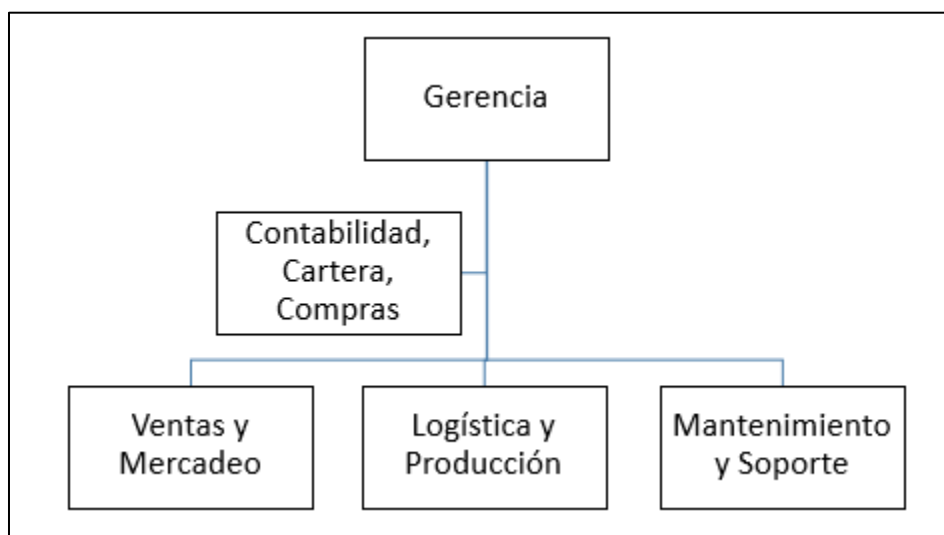 Gerencia
Contabilidad,
Cartera,
Compras
Ventas y
Mercadeo
Logística y
Producción
Mantenimiento
y Soporte